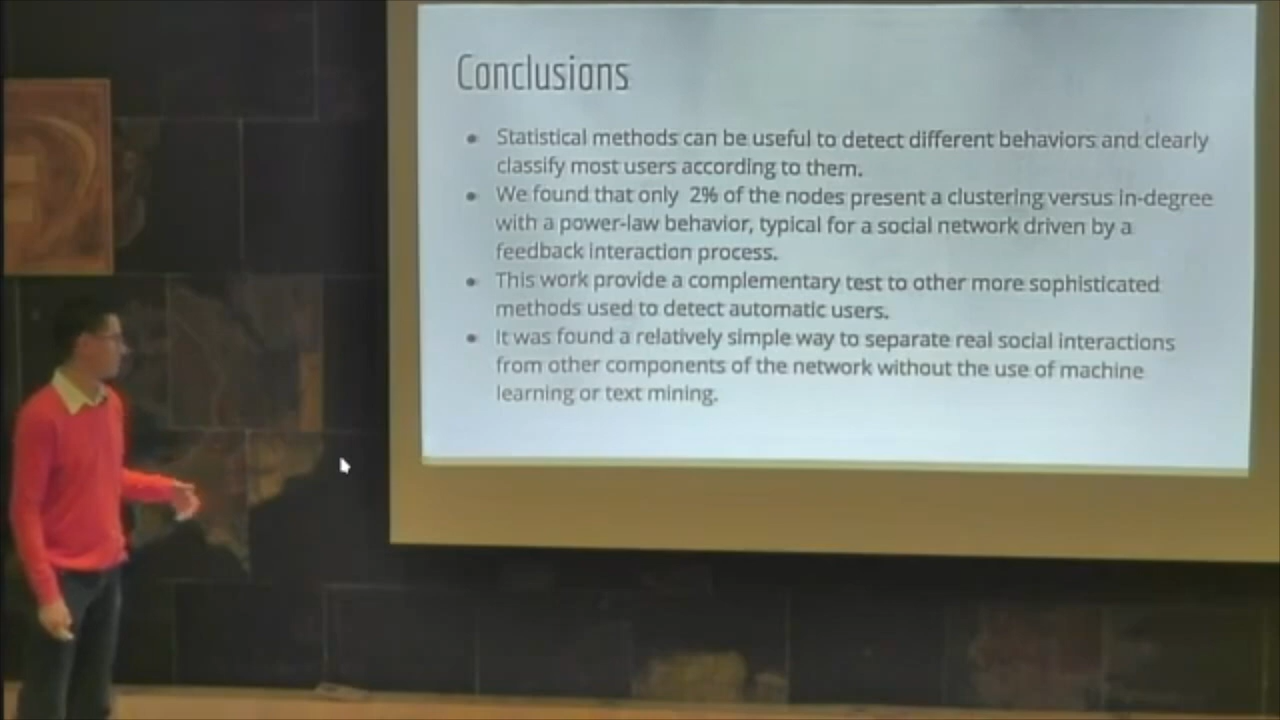 Conclusions
• Statistical methods can be useful to detect different behaviors and clearly
classify most users according to them.
• We found that only 2% of the nodes present a clustering versus in-degree
with a power-law behavior, typical for a social network driven by a
feedback interaction process.
• This work provide a complementary test to other more sophisticated
methods used to detect automatic users.
• It was found a relatively simple way to separate real social interactions
from other components of the network without the use of machine
learning or text mining.